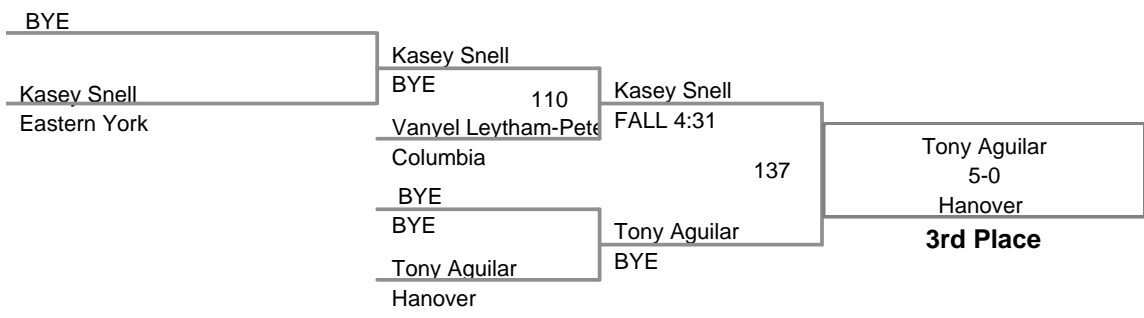 BYE
Kasey Snell
Eastern York
Kasey Snell
BYE
110
Vanyel Leytham-Pete
Columbia
BYE
BYE
Tony Aguilar
Hanover
Kasey Snell
FALL 4:31
137
Tony Aguilar
BYE
Tony Aguilar
5-0
Hanover
3rd Place